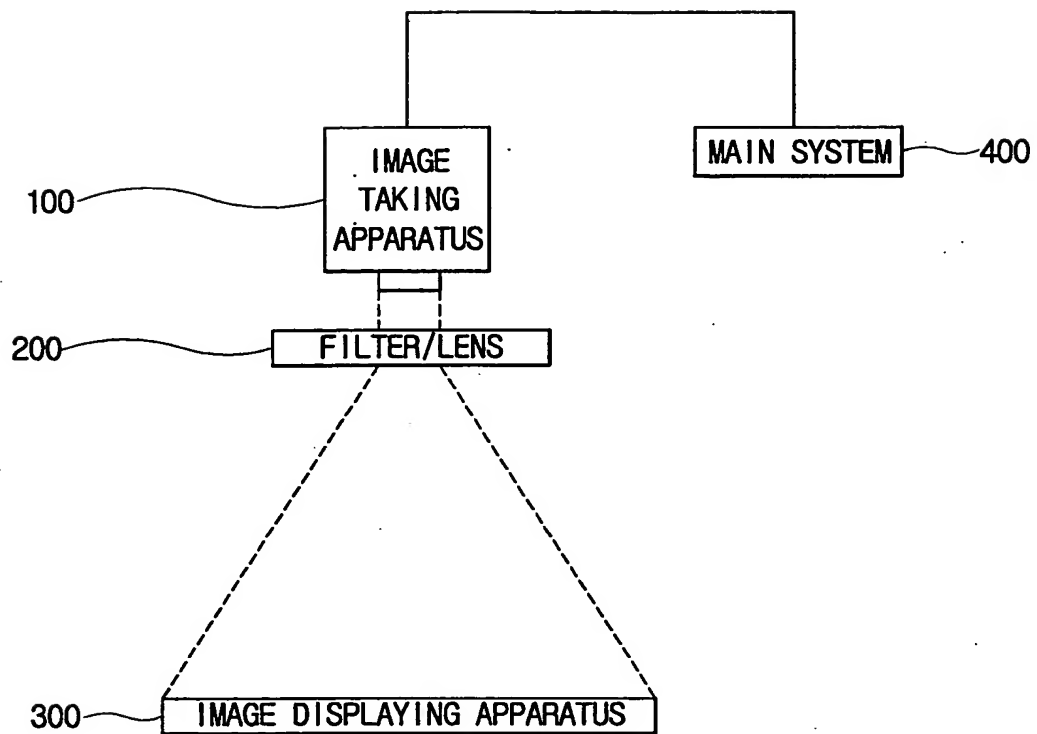 IMAGE
TAKING
APPARATUS
100
MAIN SYSTEM
400
200
FILTER/LENS
300
IMAGE DISPLAYING APPARATUS